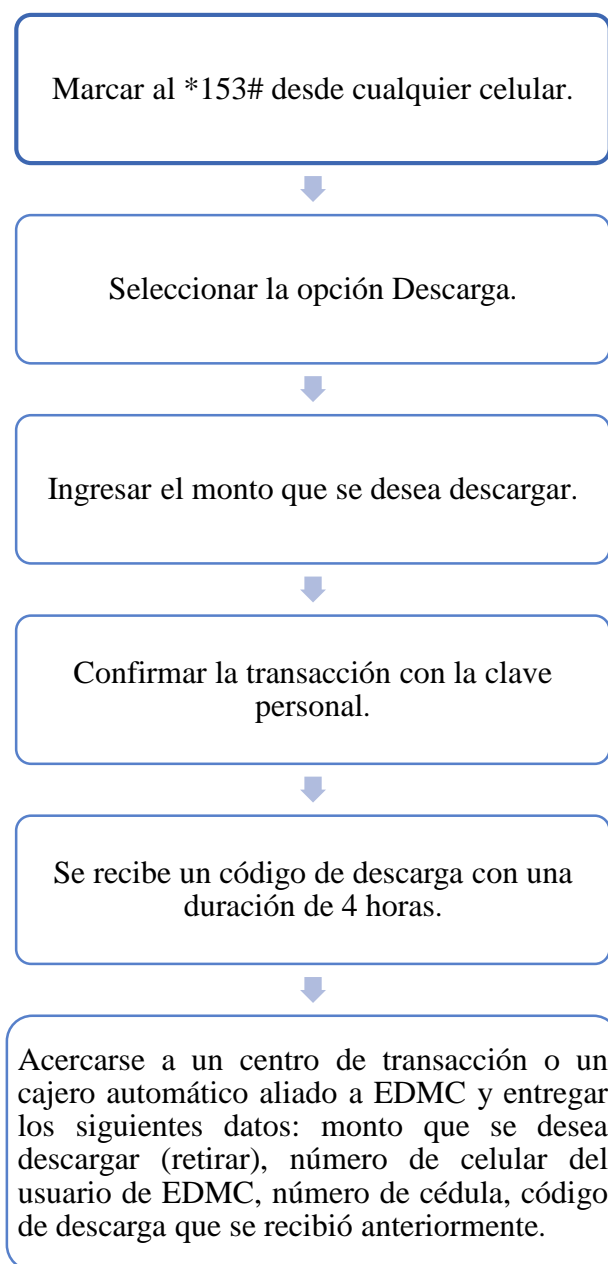 Marcar al *153# desde cualquier celular.
Seleccionar la opción Descarga.
Ingresar el monto que se desea descargar.
Confirmar la transacción con la clave
personal.
Se recibe un código de descarga con una
duración de 4 horas.
Acercarse a un centro de transacción o un
cajero automático aliado a EDMC y entregar
los siguientes datos: monto que se desea
descargar (retirar), número de celular del
usuario de EDMC, número de cédula, código
de descarga que se recibió anteriormente.